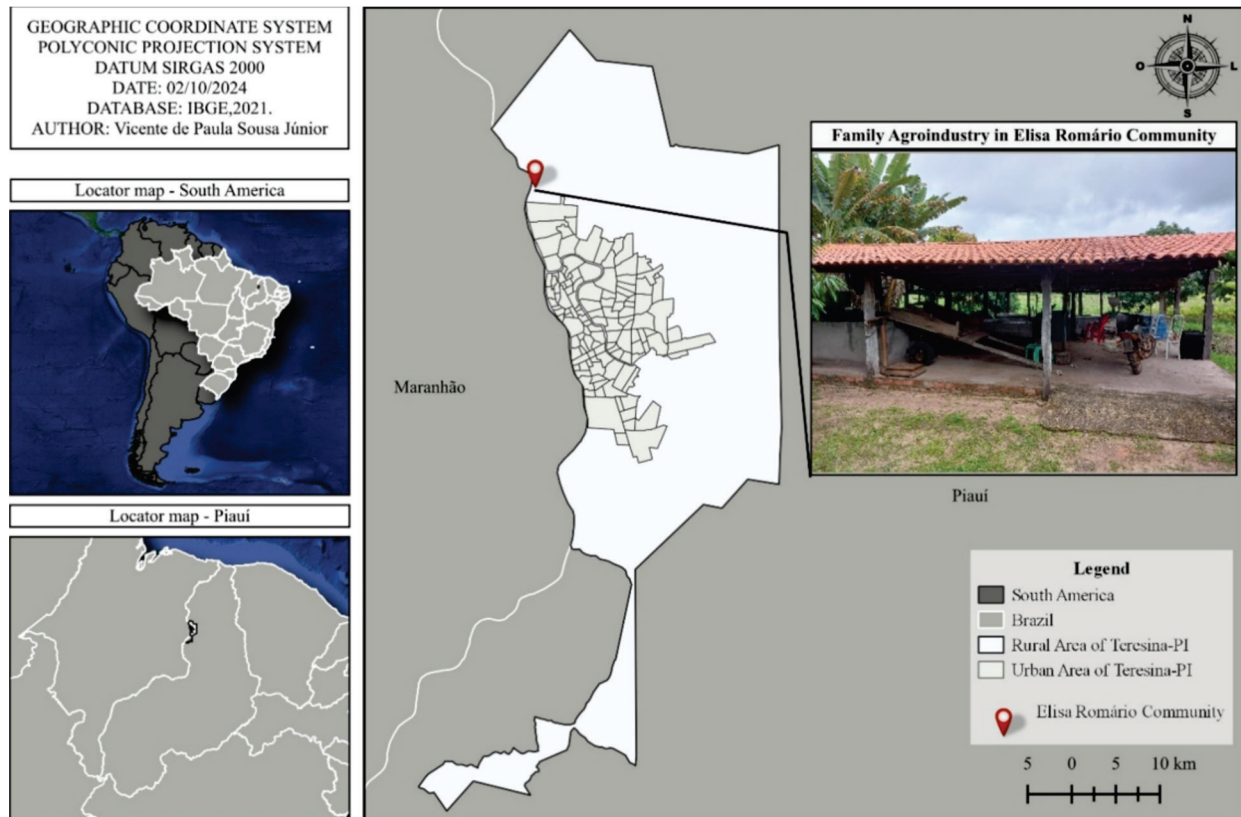 GEOGRAPHIC COORDINATE SYSTEM
POLYCONIC PROJECTION SYSTEM
DATUM SIRGAS 2000
DATE: 02/10/2024
DATABASE: IBGE,2021.
AUTHOR: Vicente de Paula Sousa Júnior
Locator map - South America
Locator map - Piauí
N
O
L
S
Family Agroindustry in Elisa Romário Community
Maranhão
Piauí
Legend
South America
Brazil
Rural Area of Teresina-PI
Urban Area of Teresina-PI
Elisa Romário Community
5 0 5 10 km